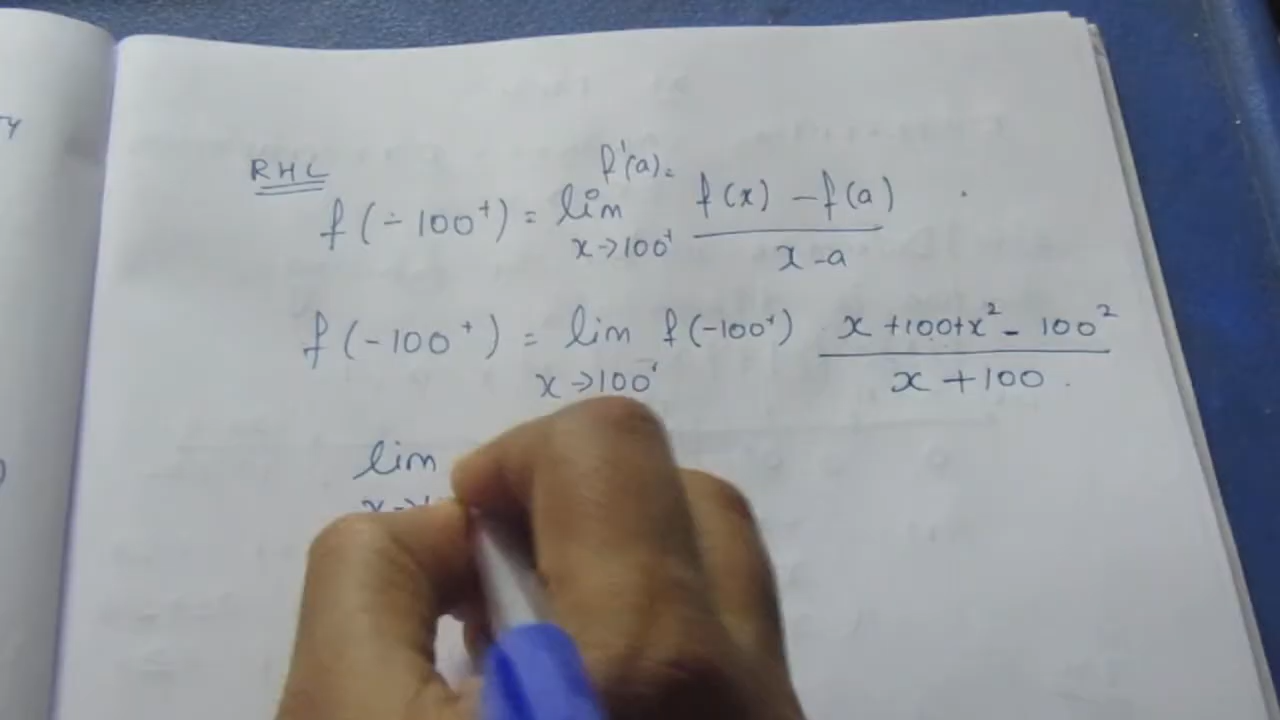 RHL
f'(a) =
f(-100⁺) = lim f(x) - f(a)
x→100⁺ x - a
f(-100⁺) = lim f(-100⁺) x+100+x² - 100²
x→100⁺ x + 100
lim